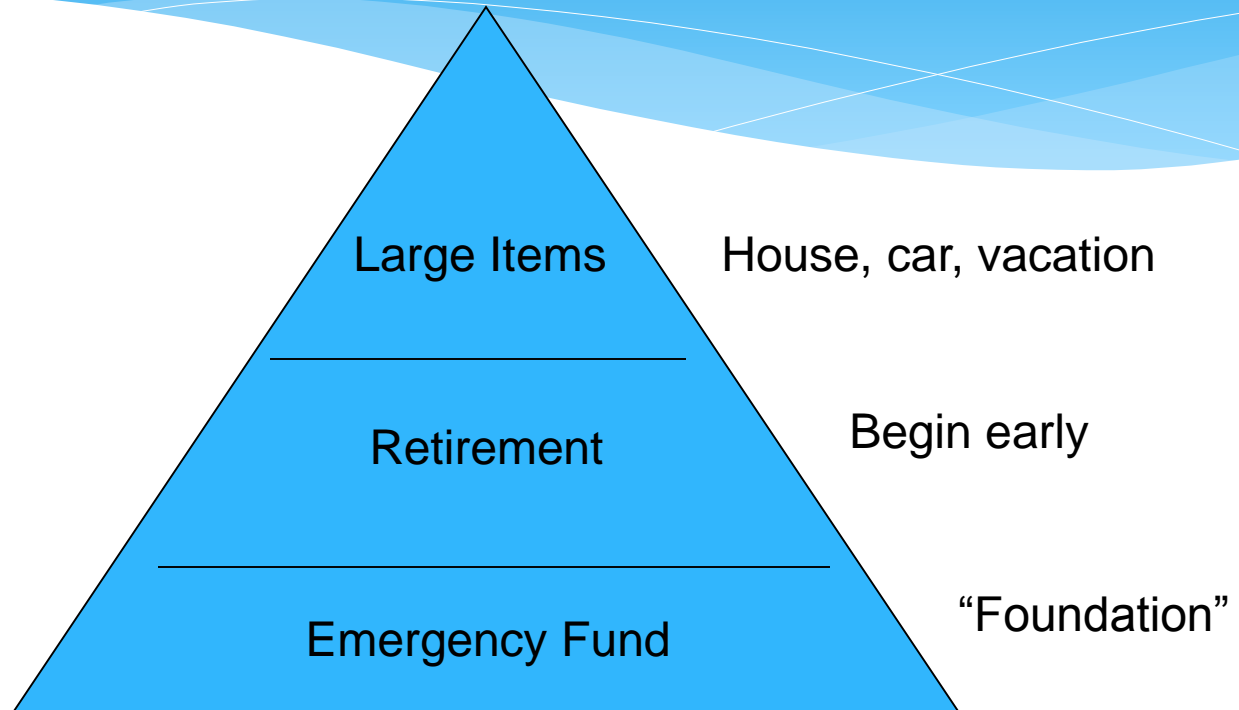 Large Items
House, car, vacation
Retirement
Begin early
Emergency Fund
“Foundation”